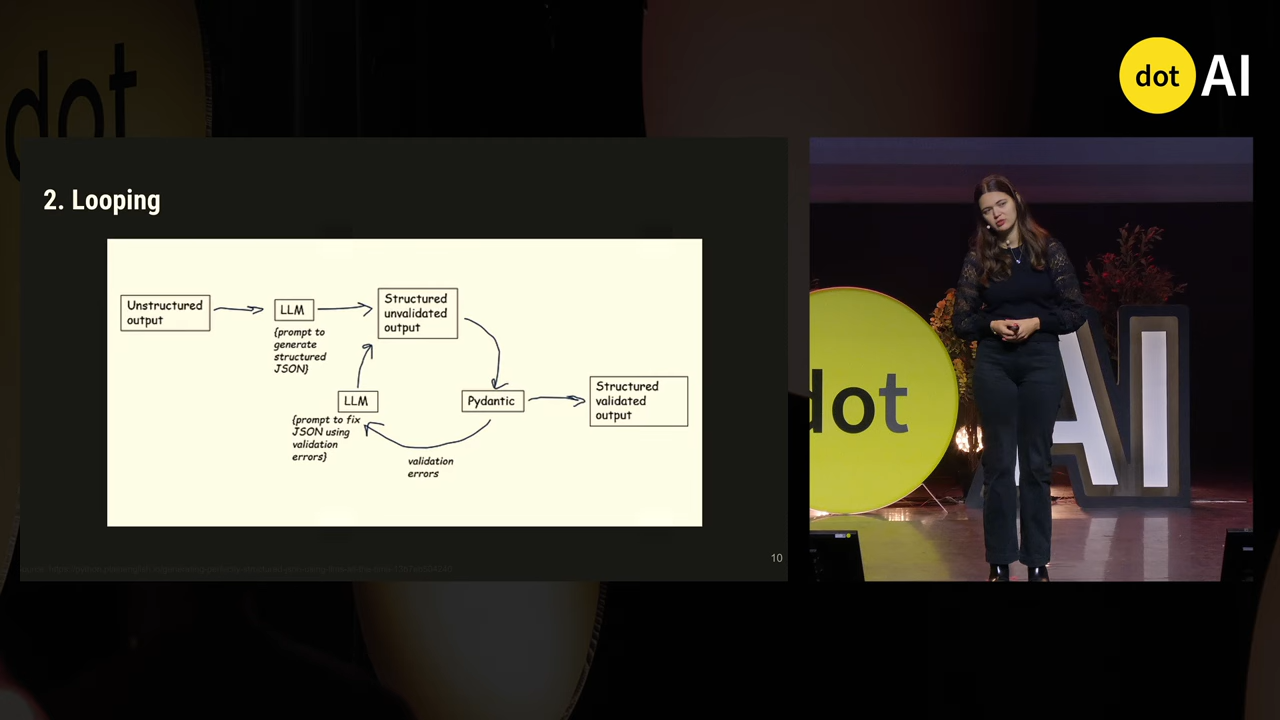 dot
dot AI
2. Looping
Unstructured
output
LLM
{prompt to
generate
structured
JSON}
Structured
unvalidated
output
LLM
{prompt to fix
JSON using
validation
errors}
Pydantic
validation
errors
Structured
validated
output
10
dot
AI